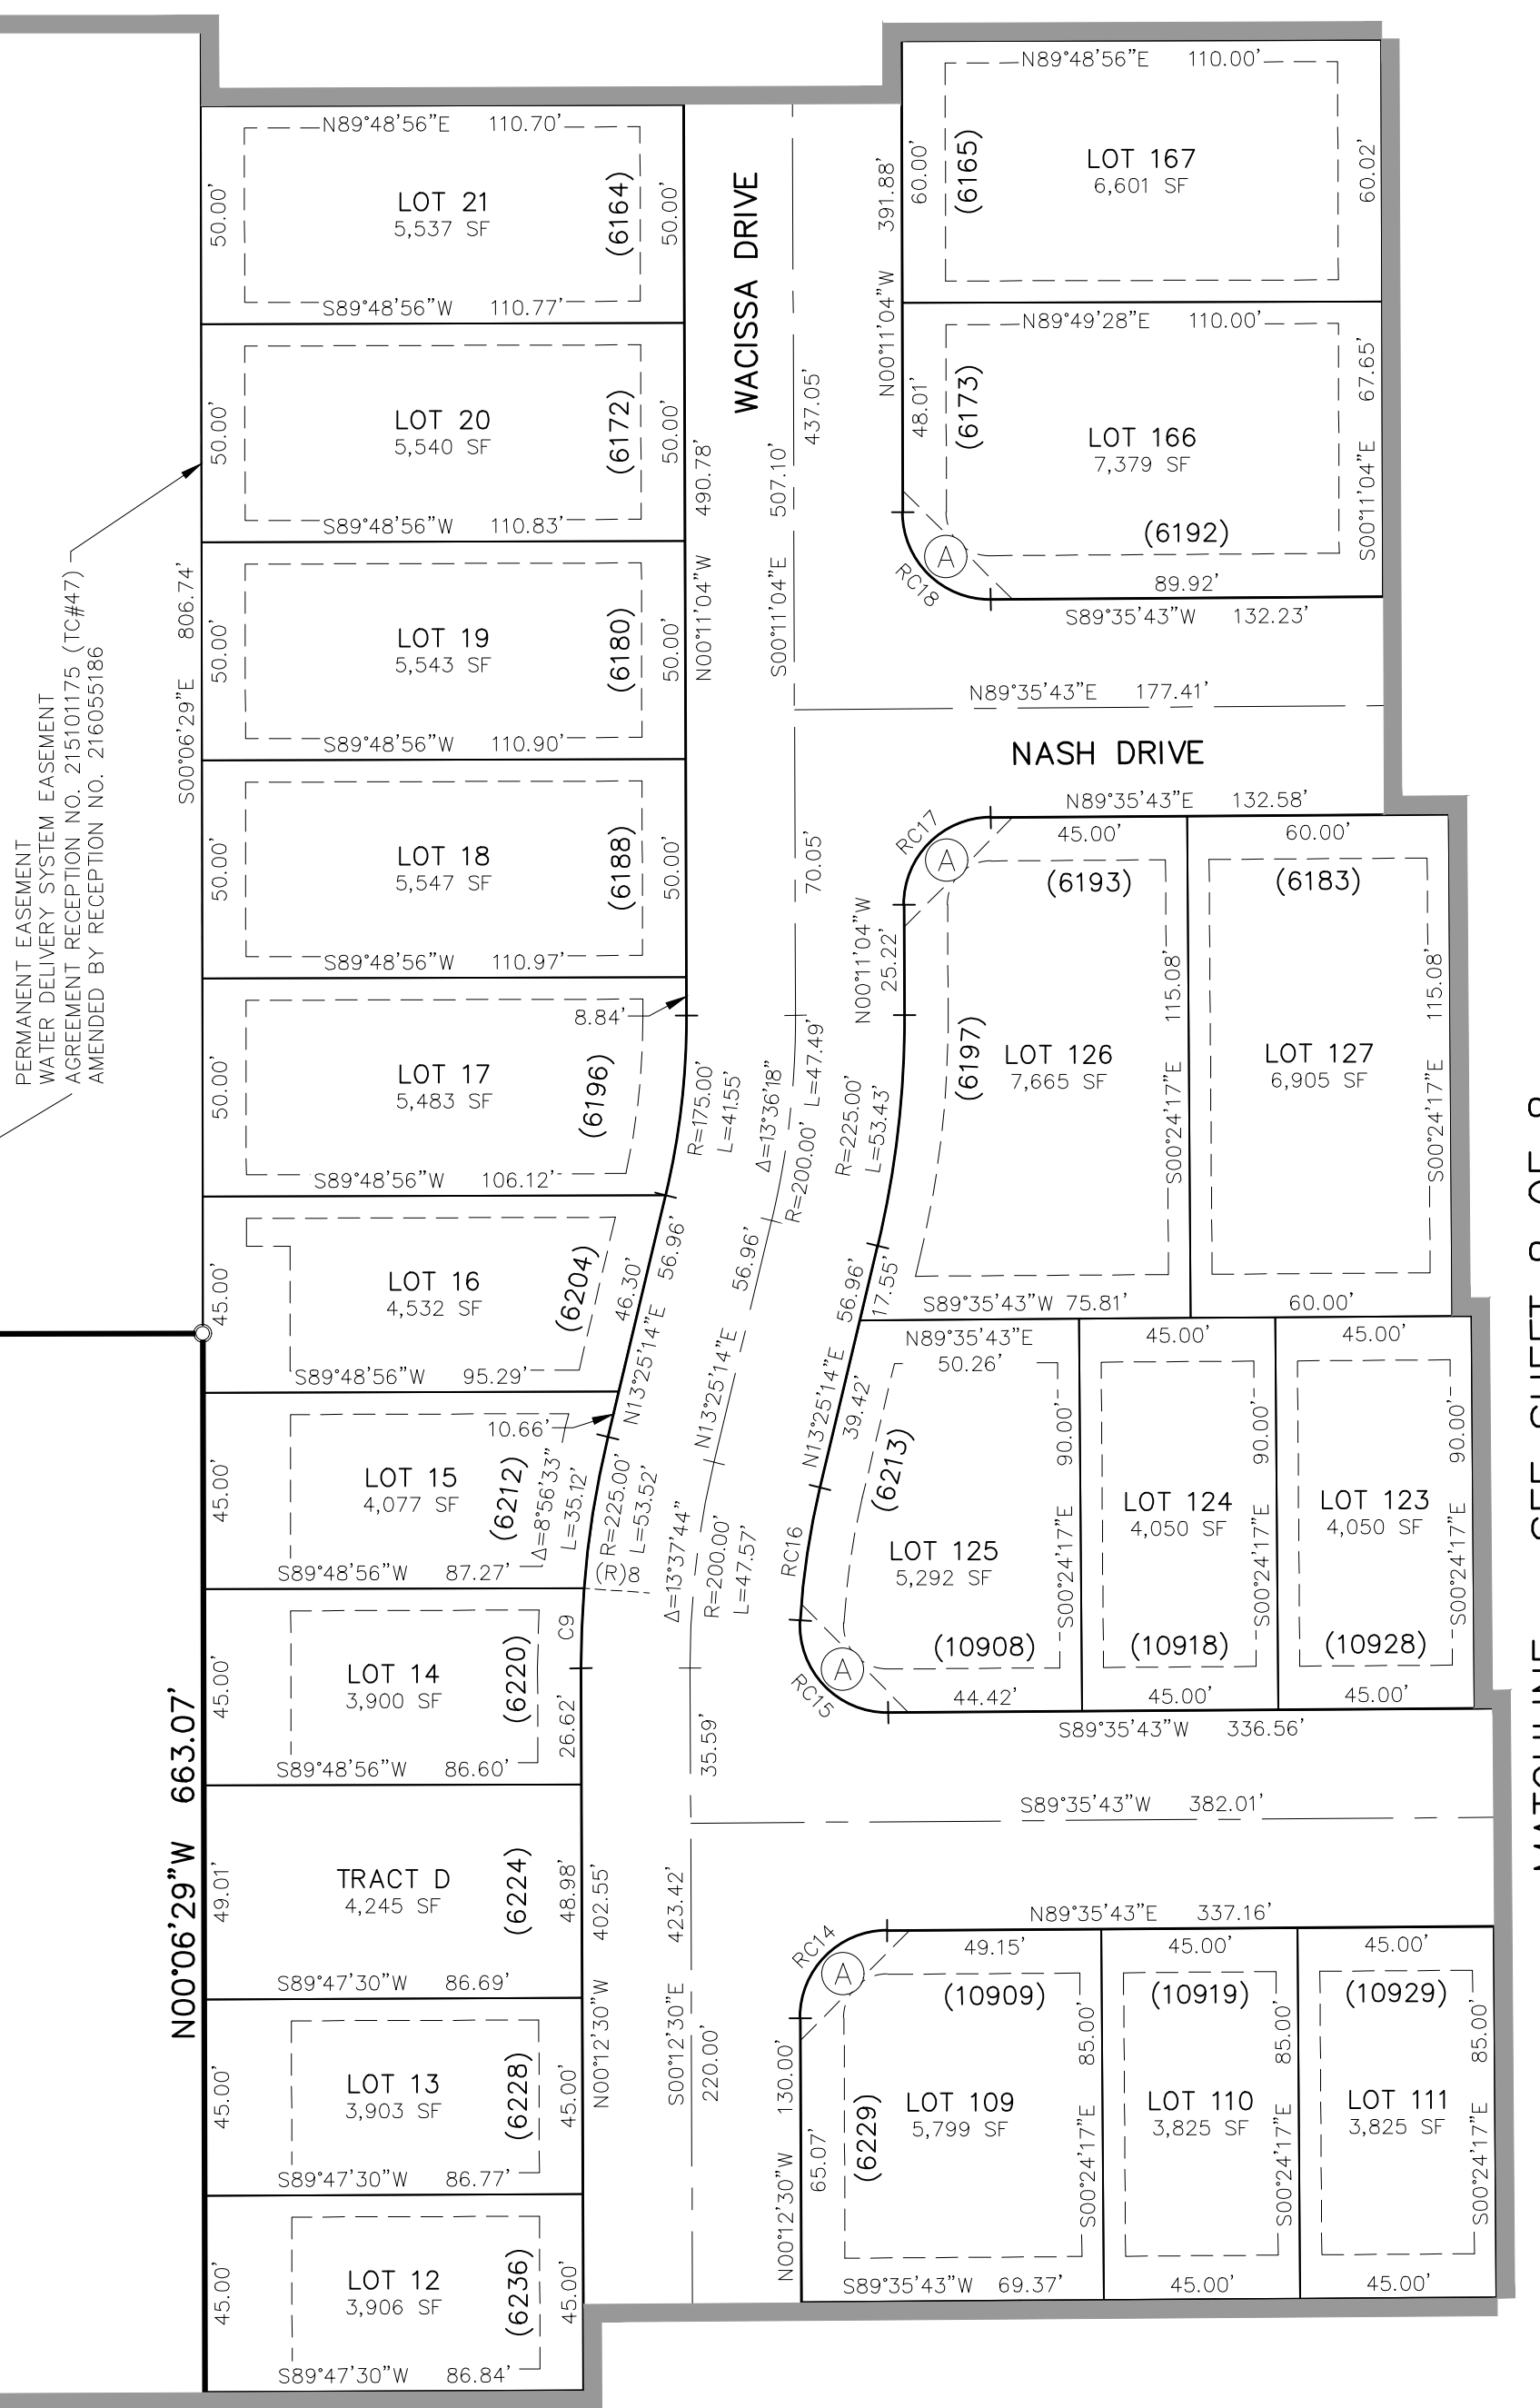 PERMANENT EASEMENT
WATER DELIVERY SYSTEM EASEMENT
AGREEMENT RECEPTION NO. 215101175 (TC#47)
AMENDED BY RECEPTION NO. 216055186
S00°06'29"E 806.74'
N00°06'29"W 663.07'
N89°48'56"E 110.70'
50.00'
LOT 21
5,537 SF
(6164)
50.00'
S89°48'56"W 110.77'
50.00'
LOT 20
5,540 SF
(6172)
50.00'
S89°48'56"W 110.83'
50.00'
LOT 19
5,543 SF
(6180)
50.00'
S89°48'56"W 110.90'
50.00'
LOT 18
5,547 SF
(6188)
50.00'
S89°48'56"W 110.97'
8.84'
50.00'
LOT 17
5,483 SF
(6196)
S89°48'56"W 106.12'
45.00'
LOT 16
4,532 SF
(6204)
46.30'
S89°48'56"W 95.29'
10.66'
45.00'
LOT 15
4,077 SF
(6212)
Δ=8°56'33"
L=35.12'
S89°48'56"W 87.27'
(R)8
45.00'
LOT 14
3,900 SF
(6220)
C9
26.62'
S89°48'56"W 86.60'
49.01'
TRACT D
4,245 SF
(6224)
48.98'
S89°47'30"W 86.69'
45.00'
LOT 13
3,903 SF
(6228)
45.00'
S89°47'30"W 86.77'
45.00'
LOT 12
3,906 SF
(6236)
45.00'
S89°47'30"W 86.84'
WACISSA DRIVE
N00°11'04"W 490.78'
S00°11'04"E 507.10'
437.05'
70.05'
R=175.00'
L=41.55'
Δ=13°36'18"
R=200.00' L=47.49'
R=225.00'
L=53.43'
N13°25'14"E 56.96'
N13°25'14"E 56.96'
N13°25'14"E 56.96'
R=225.00'
L=53.52'
Δ=13°37'44"
R=200.00'
L=47.57'
35.59'
N00°12'30"W 402.55'
S00°12'30"E 423.42'
220.00'
N00°12'30"W 130.00'
N00°11'04"W 391.88'
N89°48'56"E 110.00'
60.00'
(6165)
LOT 167
6,601 SF
60.02'
N89°49'28"E 110.00'
48.01'
(6173)
LOT 166
7,379 SF
(6192)
67.65'
S00°11'04"E
A
RC18
89.92'
S89°35'43"W 132.23'
N89°35'43"E 177.41'
NASH DRIVE
N89°35'43"E 132.58'
RC17
A
45.00'
(6193)
N00°11'04"W
25.22'
(6197)
LOT 126
7,665 SF
S00°24'17"E 115.08'
17.55'
S89°35'43"W 75.81'
60.00'
(6183)
LOT 127
6,905 SF
S00°24'17"E 115.08'
60.00'
N89°35'43"E
50.26'
39.42'
(6213)
LOT 125
5,292 SF
S00°24'17"E 90.00'
RC16
RC15
A
(10908)
44.42'
45.00'
LOT 124
4,050 SF
S00°24'17"E 90.00'
(10918)
45.00'
45.00'
LOT 123
4,050 SF
S00°24'17"E 90.00'
(10928)
45.00'
S89°35'43"W 336.56'
S89°35'43"W 382.01'
N89°35'43"E 337.16'
RC14
A
49.15'
(10909)
65.07'
(6229)
LOT 109
5,799 SF
S00°24'17"E 85.00'
S89°35'43"W 69.37'
45.00'
(10919)
LOT 110
3,825 SF
S00°24'17"E 85.00'
45.00'
45.00'
(10929)
LOT 111
3,825 SF
S00°24'17"E 85.00'
45.00'